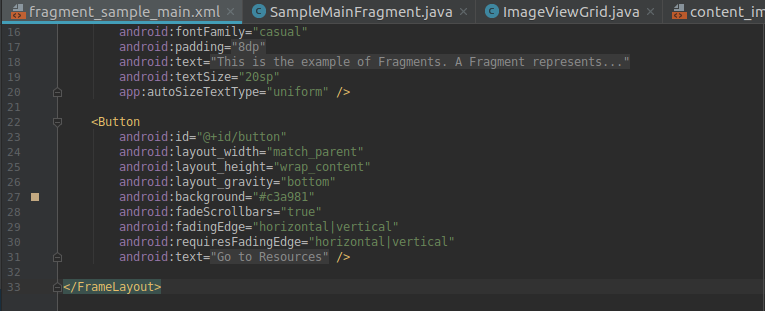 fragment_sample_main.xml × SampleMainFragment.java × ImageViewGrid.java × content_im
16 android:fontFamily="casual"
17 android:padding="8dp"
18 android:text="This is the example of Fragments. A Fragment represents..."
19 android:textSize="20sp"
20 app:autoSizeTextType="uniform" />
21
22 <Button
23 android:id="@+id/button"
24 android:layout_width="match_parent"
25 android:layout_height="wrap_content"
26 android:layout_gravity="bottom"
27 android:background="#c3a981"
28 android:fadeScrollbars="true"
29 android:fadingEdge="horizontal|vertical"
30 android:requiresFadingEdge="horizontal|vertical"
31 android:text="Go to Resources" />
32
33 </FrameLayout>